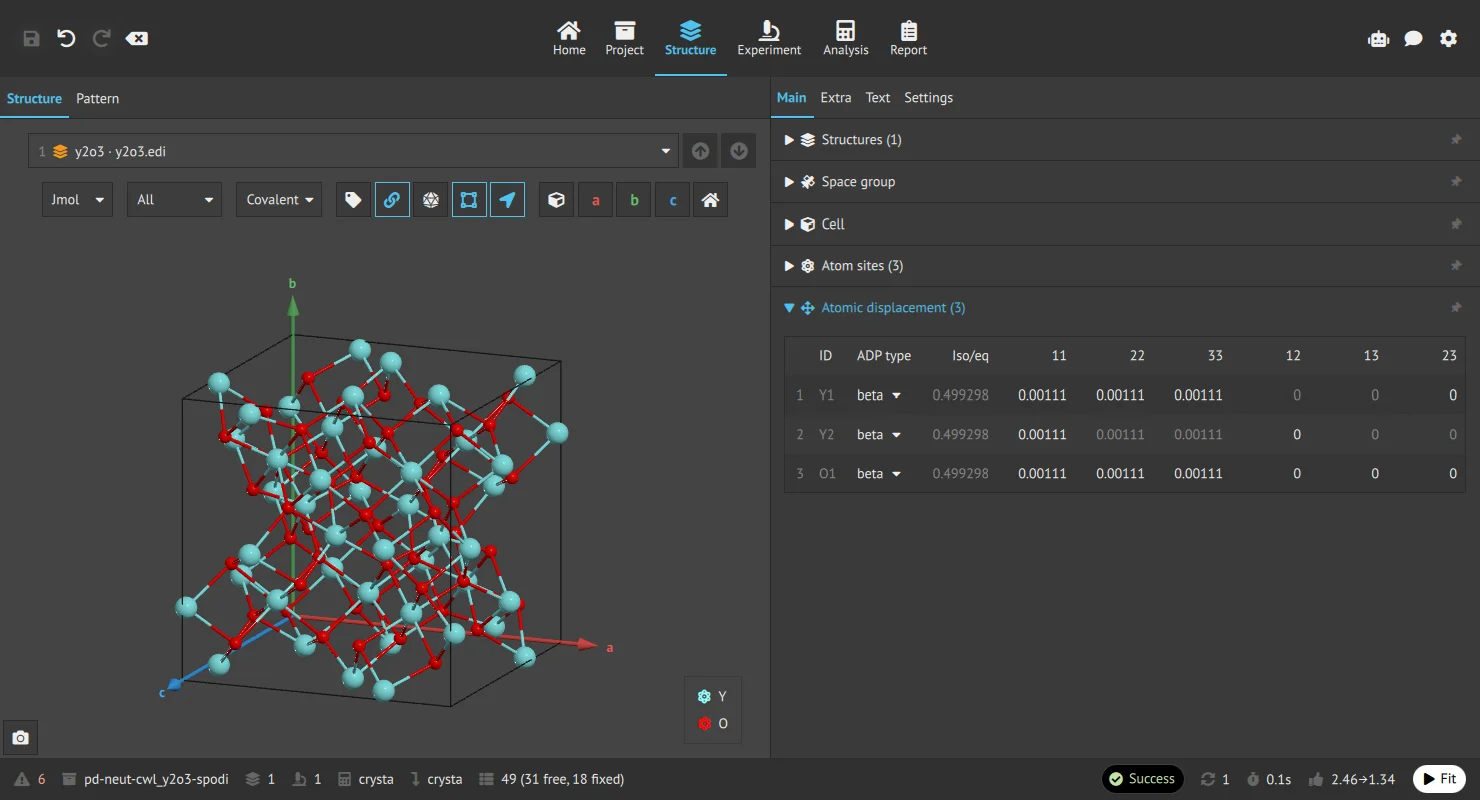 Home Project Structure Experiment Analysis Report
Structure Pattern
Main Extra Text Settings
1 y2o3 · y2o3.edi
Jmol All Covalent a b c
b
a
c
Y
O
Structures (1)
Space group
Cell
Atom sites (3)
Atomic displacement (3)
ID ADP type Iso/eq 11 22 33 12 13 23
1 Y1 beta 0.499298 0.00111 0.00111 0.00111 0 0 0
2 Y2 beta 0.499298 0.00111 0.00111 0.00111 0 0 0
3 O1 beta 0.499298 0.00111 0.00111 0.00111 0 0 0
6 pd-neut-cwl_y2o3-spodi 1 1 crysta crysta 49 (31 free, 18 fixed) Success 1 0.1s 2.46→1.34 Fit